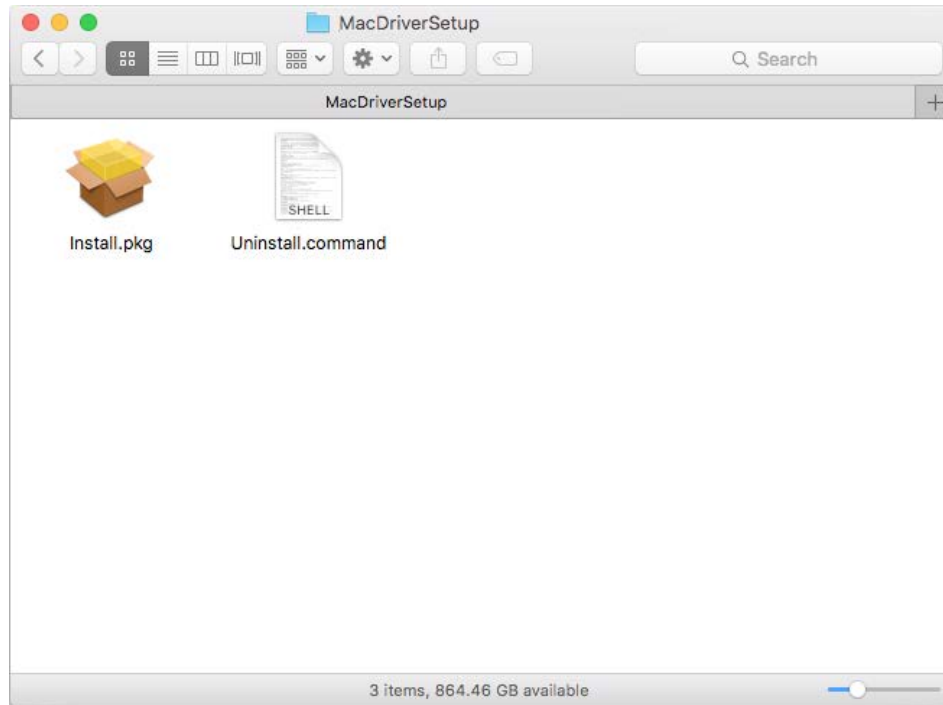 MacDriverSetup
Search
MacDriverSetup
SHELL
Install.pkg
Uninstall.command
3 items, 864.46 GB available